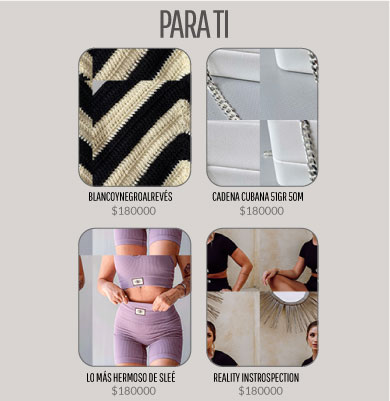 PARA TI
BLANCOYNEGROALREVÉS
$180000
CADENA CUBANA 51GR 50M
$180000
LO MÁS HERMOSO DE SLEÉ
$180000
REALITY INSTROSPECTION
$180000